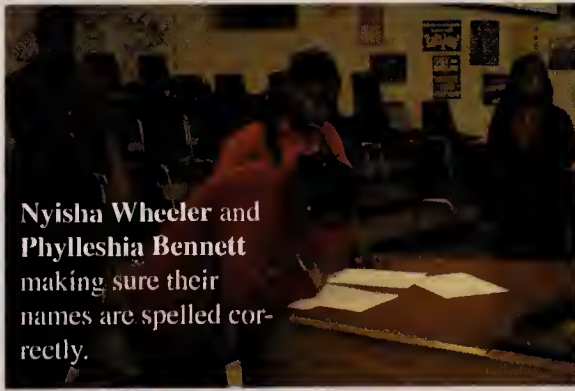 Nyisha Wheeler and
Phylleshia Bennett
making sure their
names are spelled cor-
rectly.